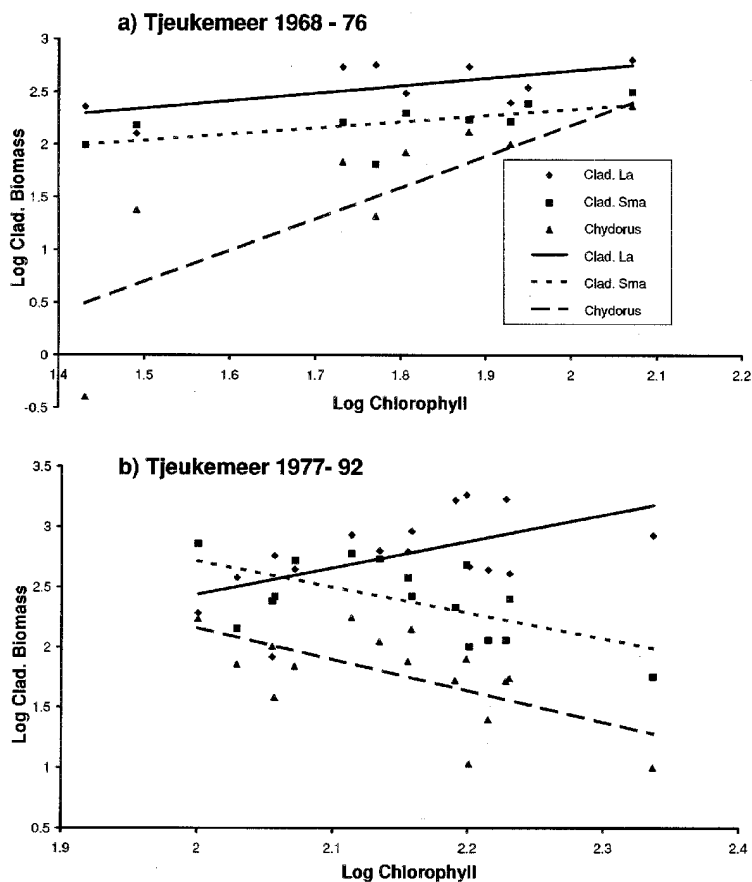 a) Tjeukemeer 1968 - 76
3
2.5
2
1.5
1
0.5
0
-0.5
Log Clad. Biomass
1.4
1.5
1.6
1.7
1.8
1.9
2
2.1
2.2
Log Chlorophyll
Clad. La
Clad. Sma
Chydorus
Clad. La
Clad. Sma
Chydorus
b) Tjeukemeer 1977- 92
3.5
3
2.5
2
1.5
1
0.5
Log Clad. Biomass
1.9
2
2.1
2.2
2.3
2.4
Log Chlorophyll